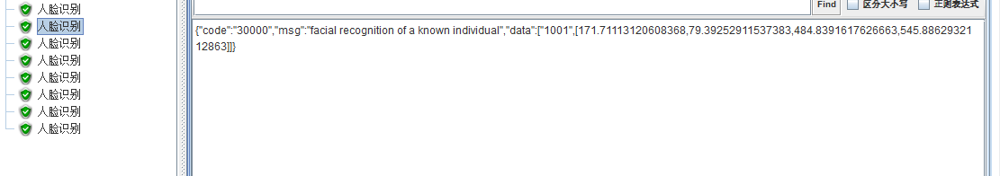 人脸识别
人脸识别
人脸识别
人脸识别
人脸识别
人脸识别
人脸识别
人脸识别
Find 区分大小写 正则表达式
{"code":"30000","msg":"facial recognition of a known individual","data":["1001",[171.71113120608368,79.39252911537383,484.8391617626663,545.88629321
12863]]}